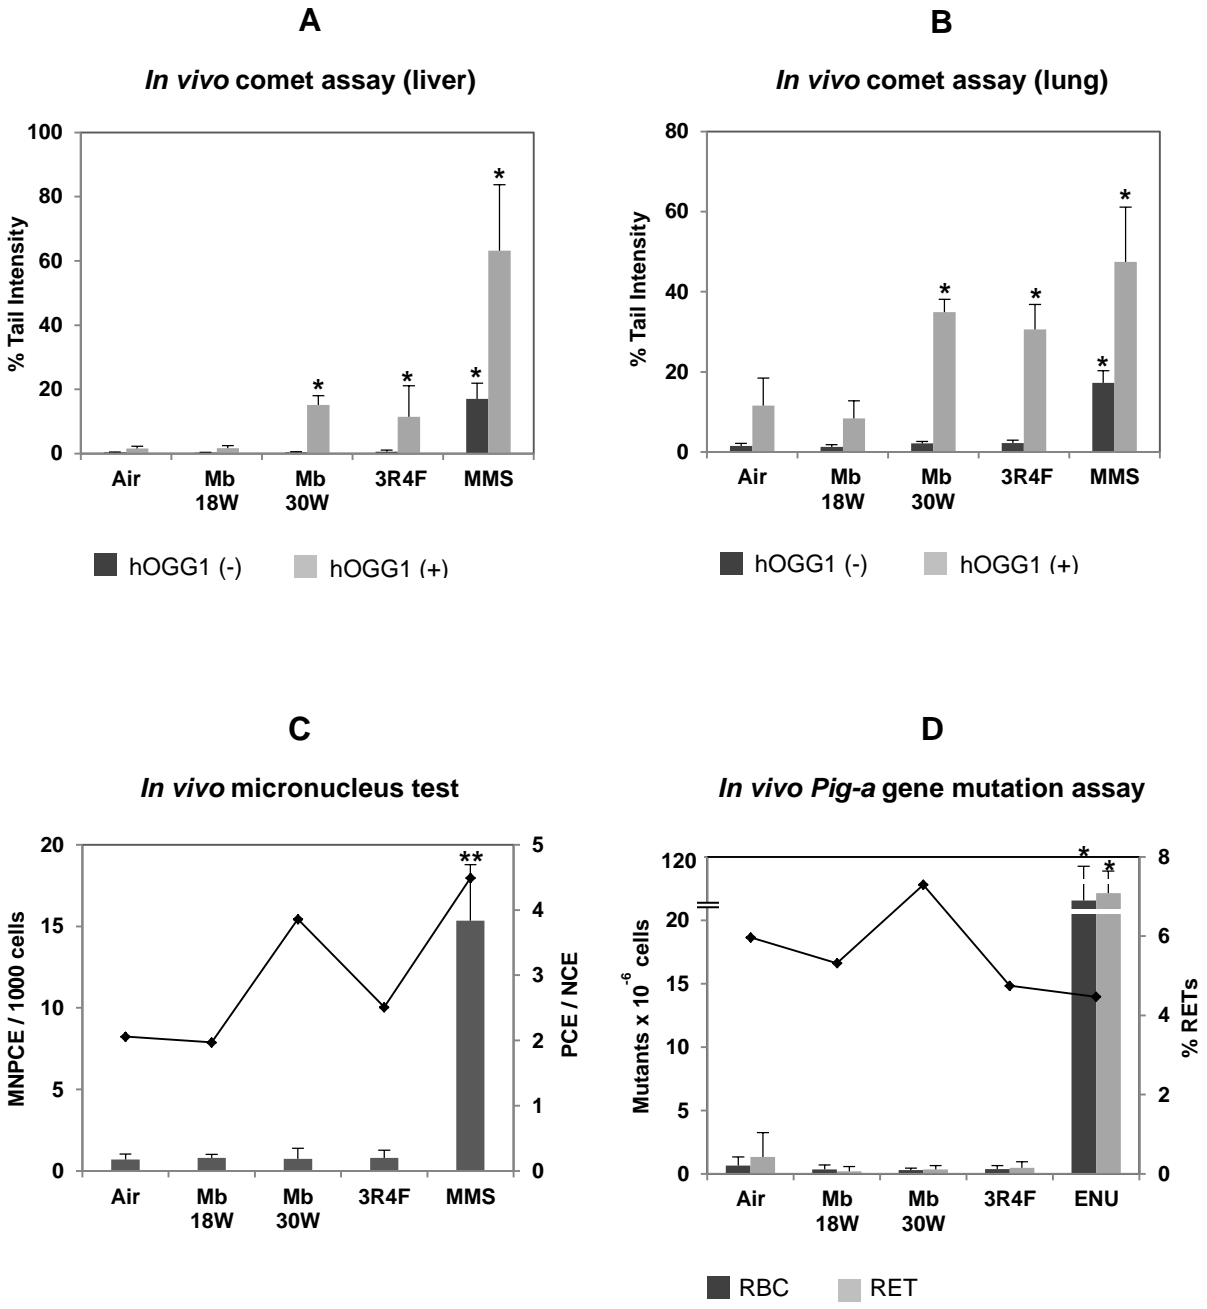 A
In vivo comet assay (liver)
% Tail Intensity
100
80
60
40
20
0
*
*
*
*
Air
Mb 18W
Mb 30W
3R4F
MMS
hOGG1 (-)
hOGG1 (+)
B
In vivo comet assay (lung)
% Tail Intensity
80
60
40
20
0
*
*
*
*
Air
Mb 18W
Mb 30W
3R4F
MMS
hOGG1 (-)
hOGG1 (+)
C
In vivo micronucleus test
MNPCE / 1000 cells
20
15
10
5
0
**
5
4
3
2
1
0
PCE / NCE
Air
Mb 18W
Mb 30W
3R4F
MMS
D
In vivo Pig-a gene mutation assay
Mutants x 10-6 cells
120
20
15
10
5
0
*
*
8
6
4
2
0
% RETs
Air
Mb 18W
Mb 30W
3R4F
ENU
RBC
RET